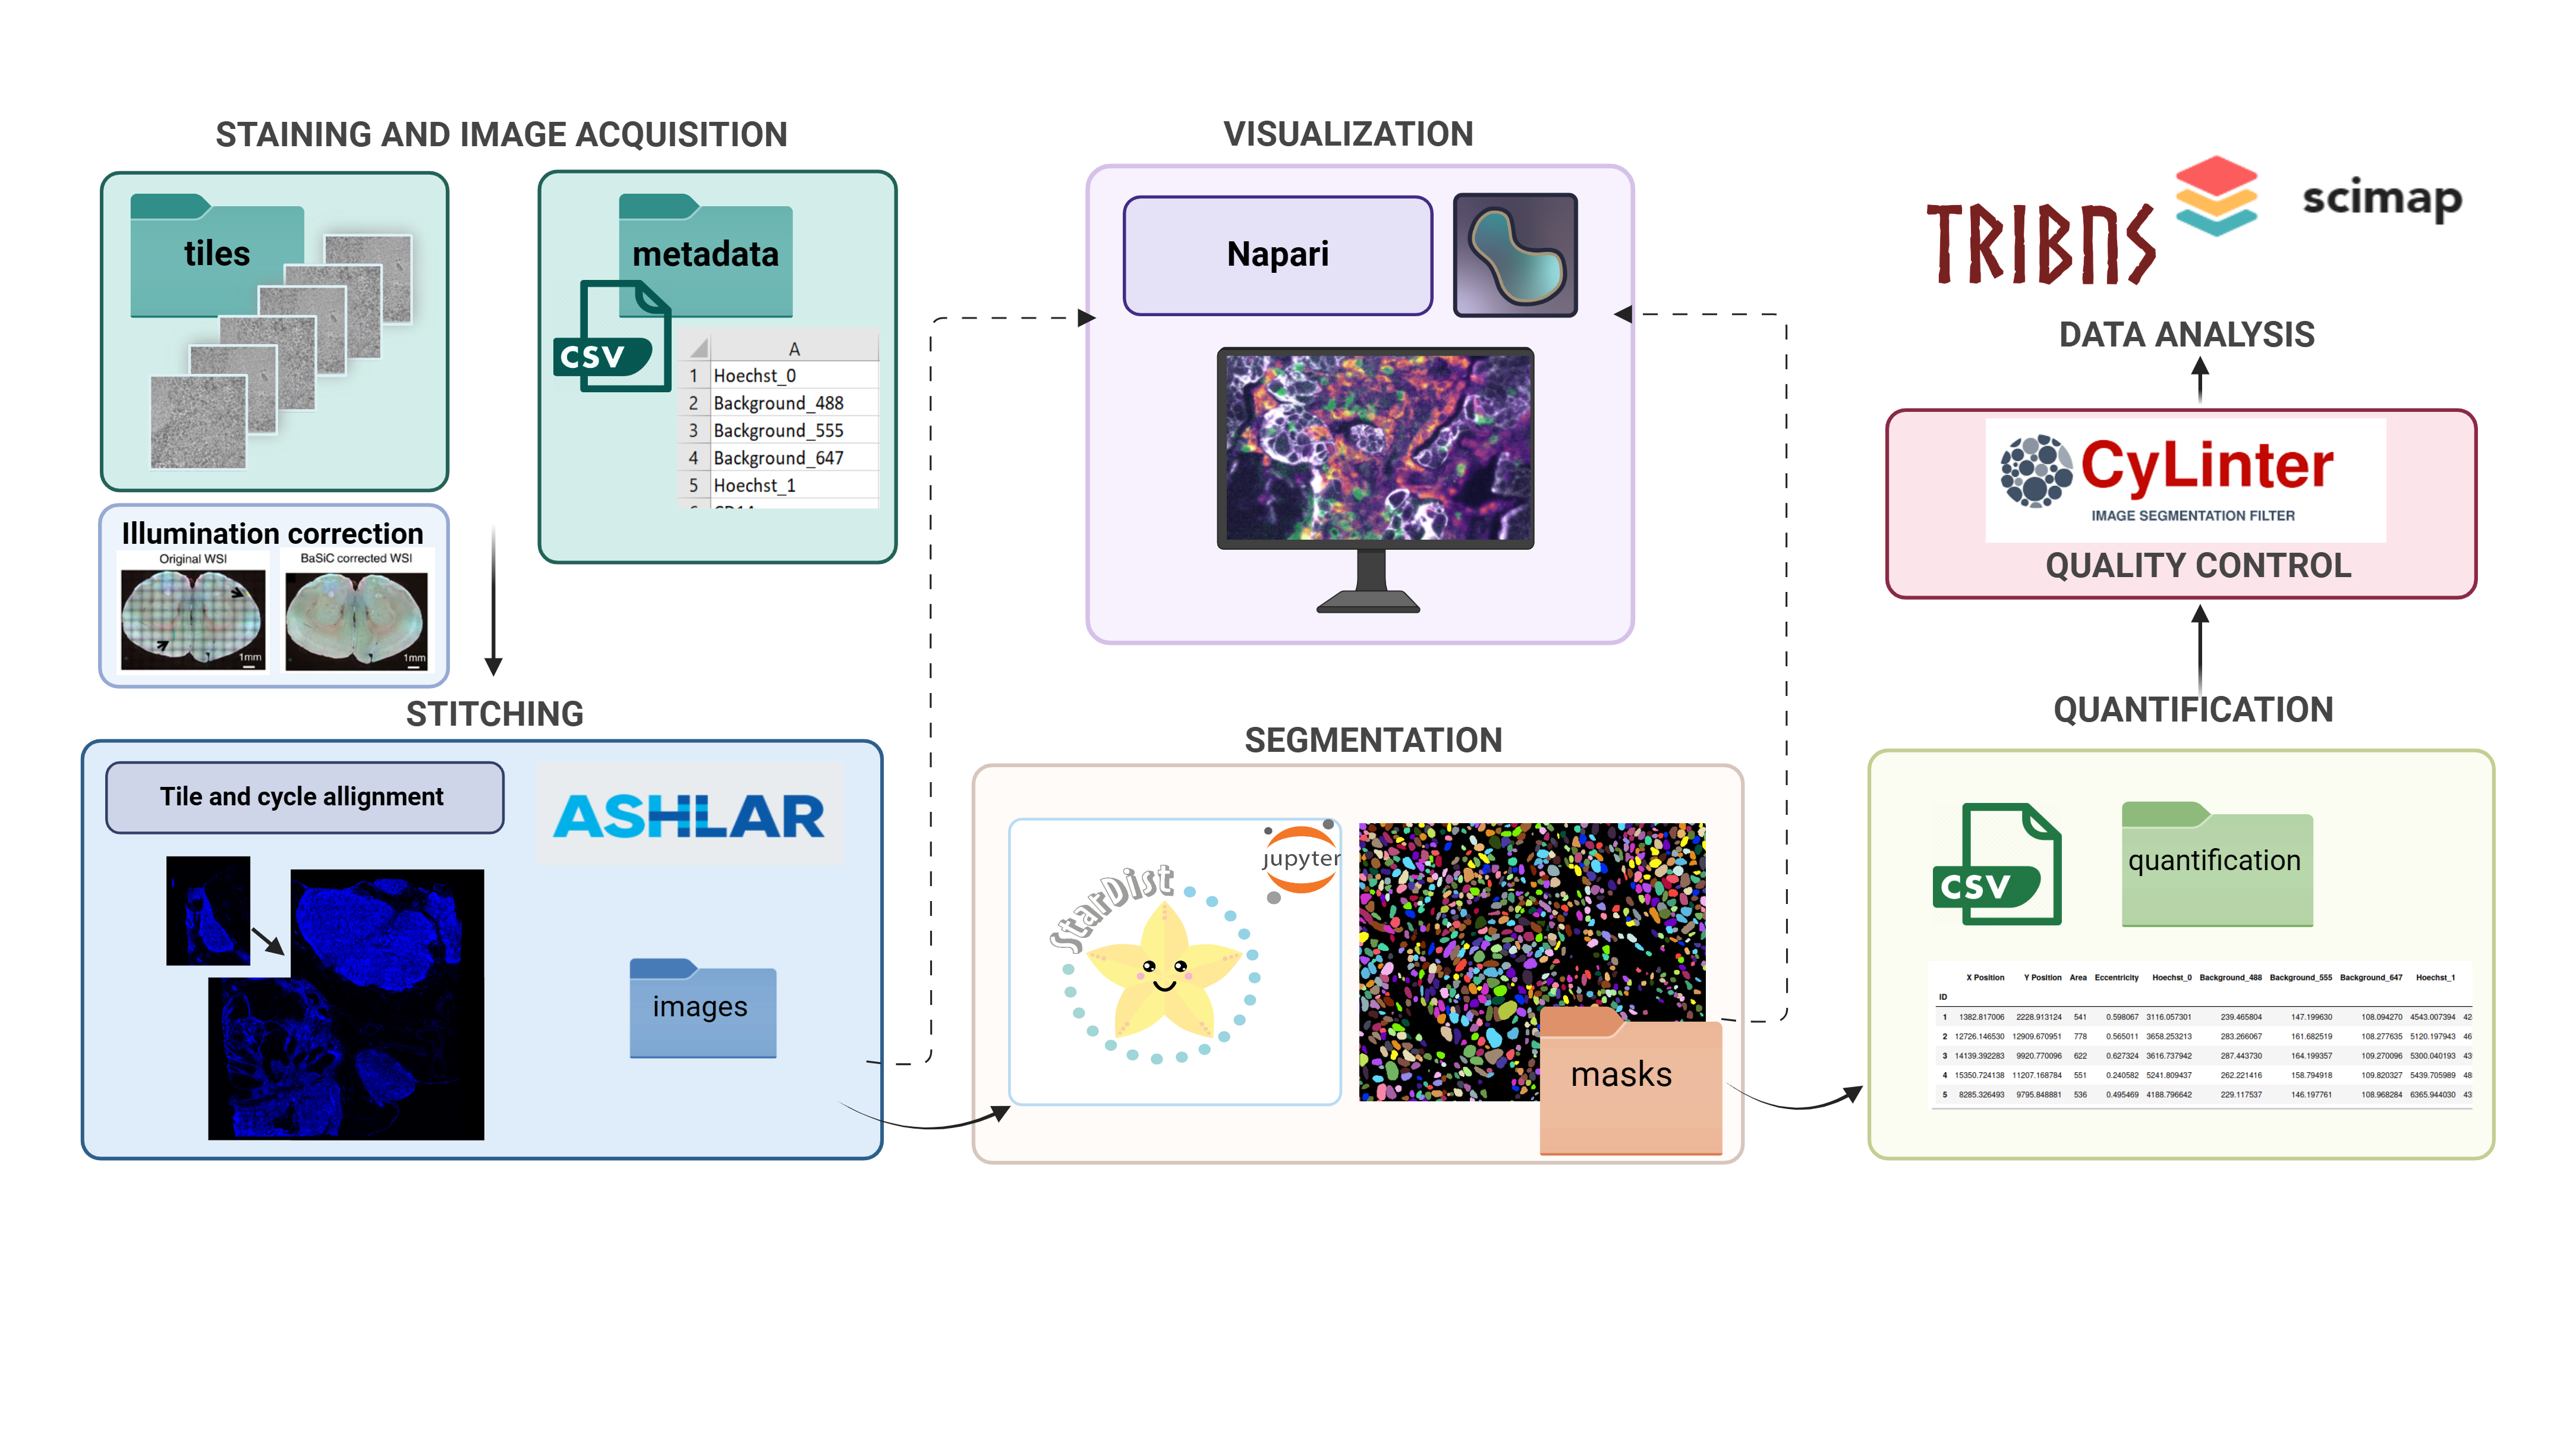 STAINING AND IMAGE ACQUISITION
tiles
metadata
CSV
A
1 Hoechst_0
2 Background_488
3 Background_555
4 Background_647
5 Hoechst_1
Illumination correction
Original WSI
BaSiC corrected WSI
1mm
1mm
STITCHING
Tile and cycle allignment
ASHLAR
images
VISUALIZATION
Napari
SEGMENTATION
StarDist
jupyter
masks
TRIBUS
scimap
DATA ANALYSIS
CyLinter
IMAGE SEGMENTATION FILTER
QUALITY CONTROL
QUANTIFICATION
CSV
quantification
X Position Y Position Area Eccentricity Hoechst_0 Background_488 Background_555 Background_647 Hoechst_1
ID
1 1382.817006 2228.913124 541 0.598067 3116.057301 239.465804 147.199630 108.094270 4543.007394 42
2 12726.146530 12909.670951 778 0.565011 3658.253213 283.266067 161.682519 108.277635 5120.197943 46
3 14139.392283 9920.770096 622 0.627324 3616.737942 287.443730 164.199357 109.270096 5300.040193 43
4 15350.724138 11207.168784 551 0.240582 5241.809437 262.221416 158.794918 109.820327 5439.705989 48
5 8285.326493 9795.848881 536 0.495469 4188.796642 229.117537 146.197761 108.968284 6365.944030 43